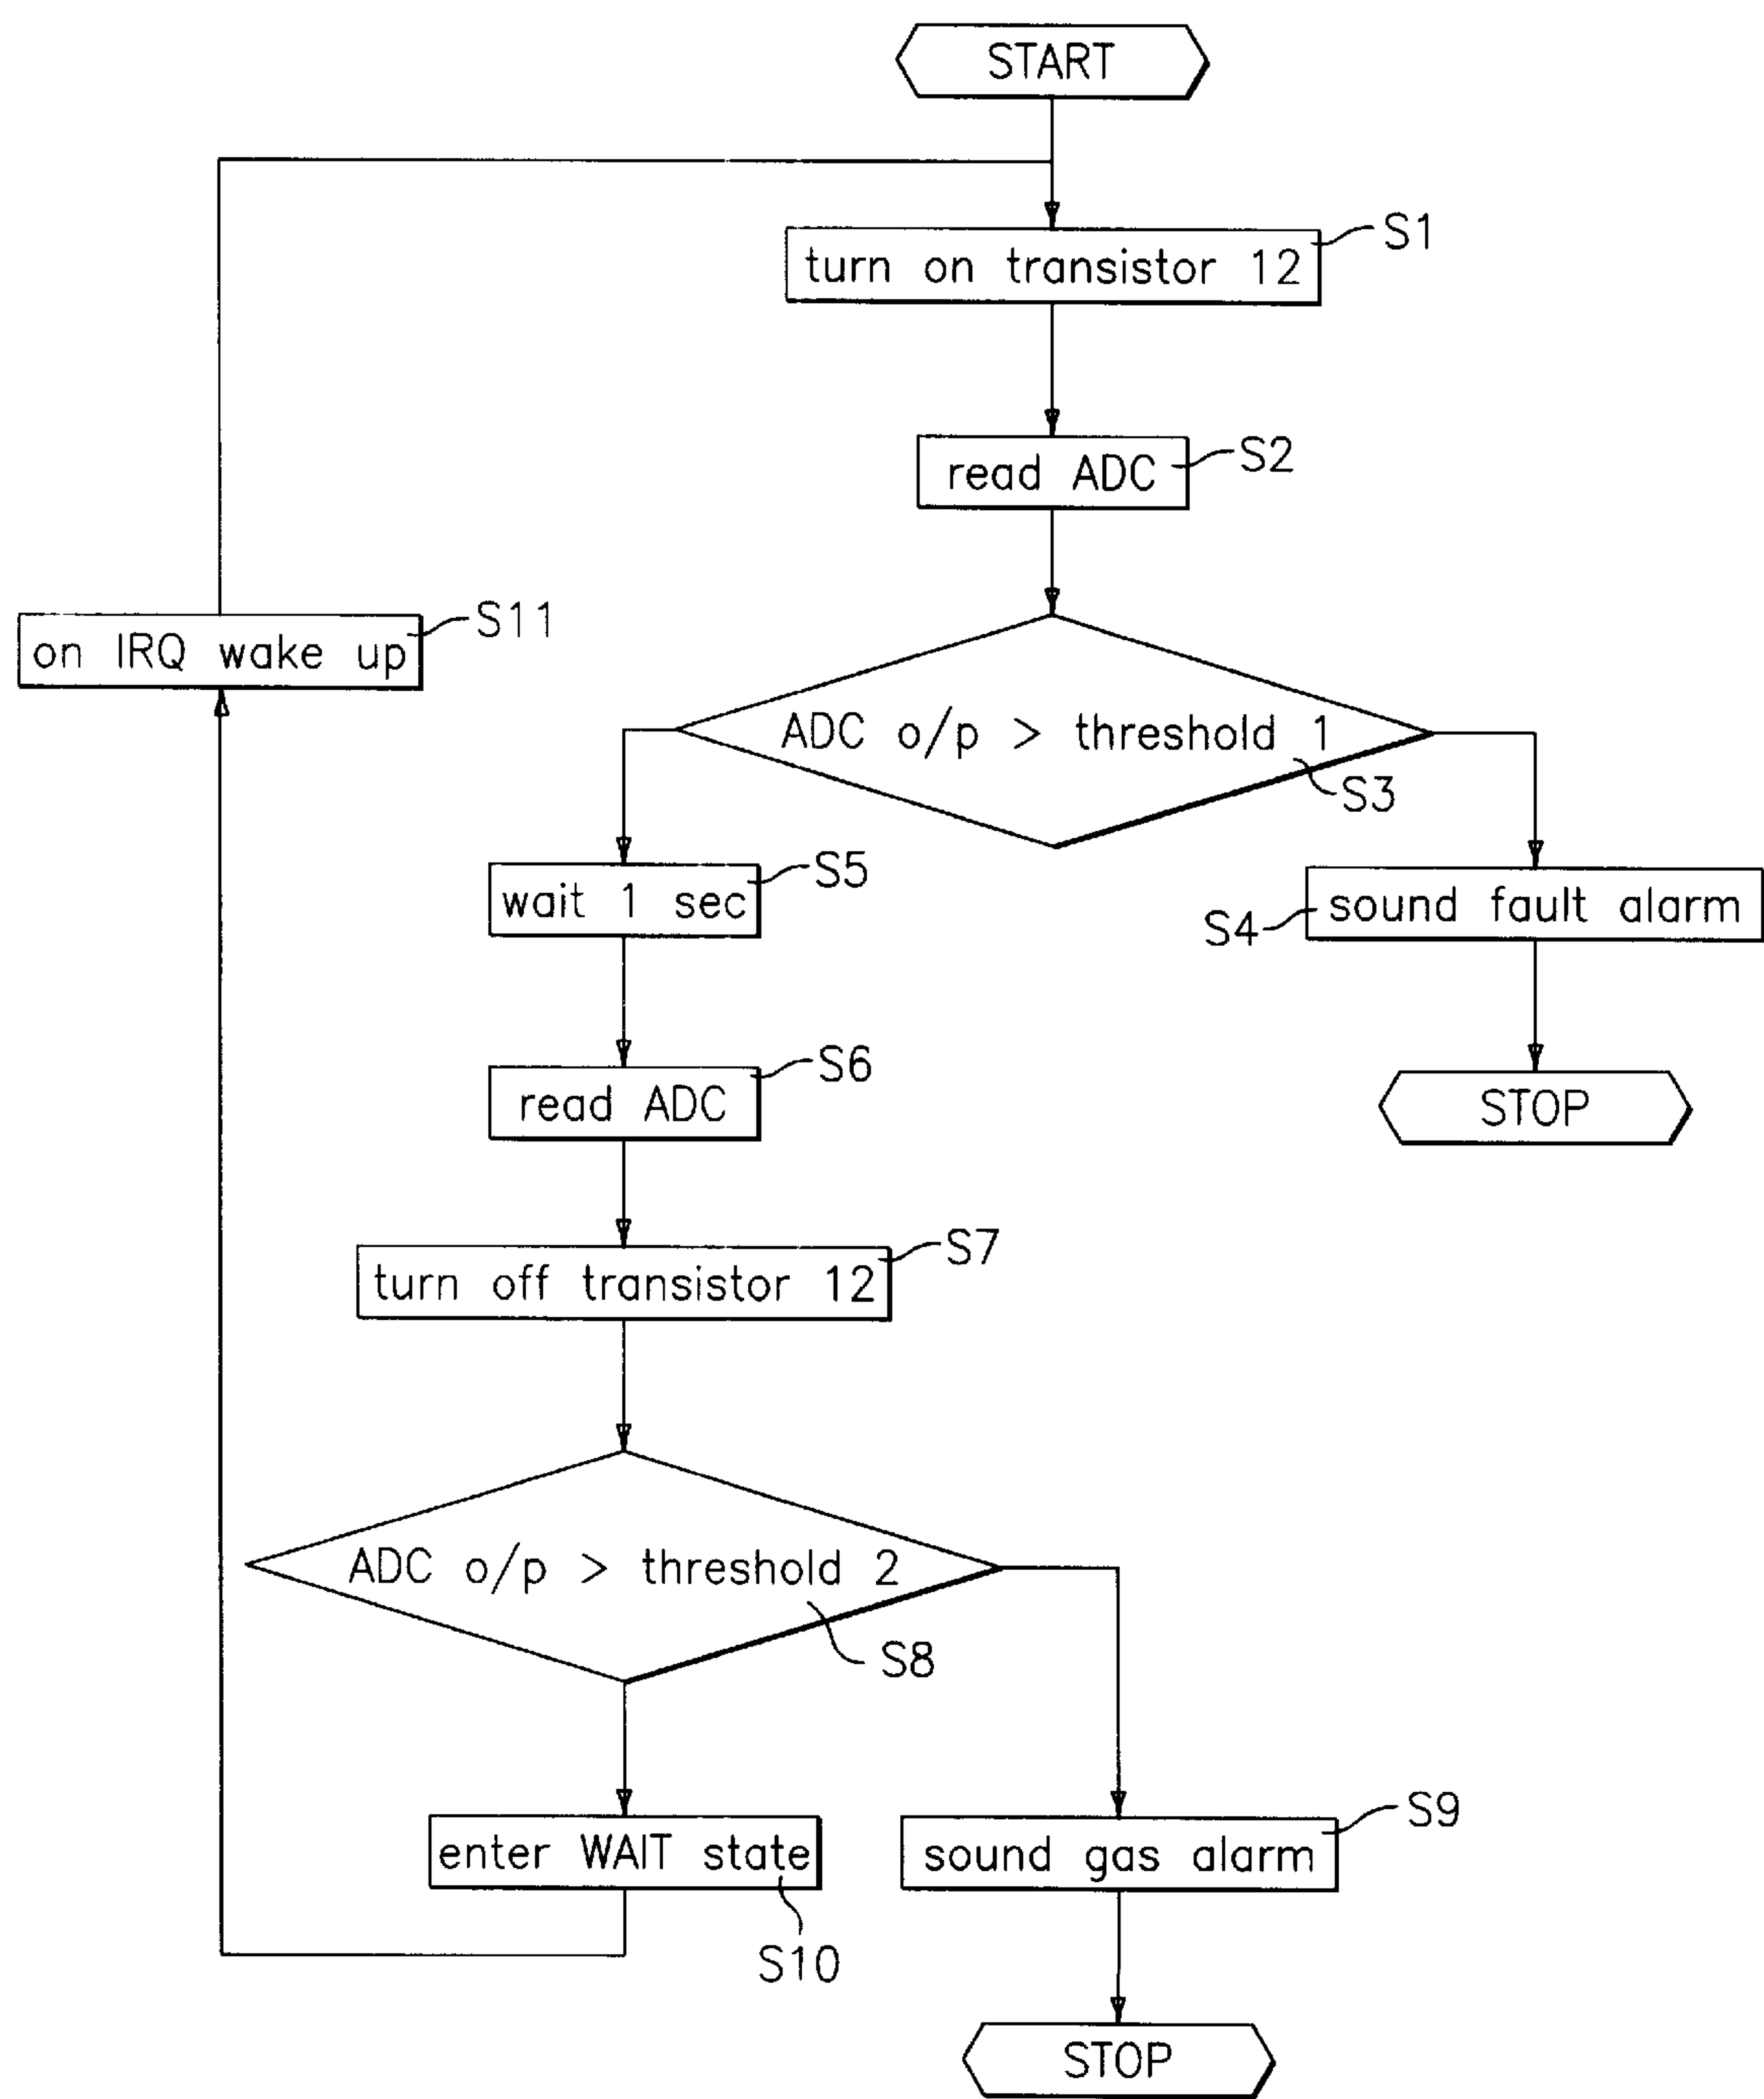 START
S1
turn on transistor 12
S2
read ADC
S11
on IRQ wake up
ADC o/p > threshold 1
S3
S5
wait 1 sec
sound fault alarm
S4
S6
read ADC
STOP
S7
turn off transistor 12
ADC o/p > threshold 2
S8
S9
enter WAIT state
sound gas alarm
S10
STOP